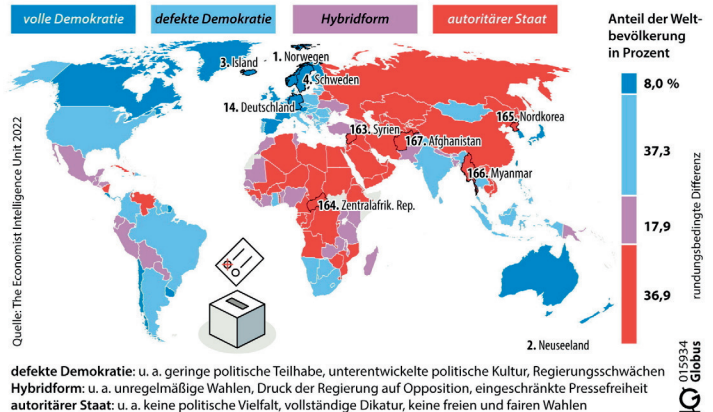 volle Demokratie
defekte Demokratie
Hybridform
autoritärer Staat
Anteil der Welt-
bevölkerung
in Prozent
8,0 %
37,3
17,9
36,9
rundungsbedingte Differenz
3. Island
1. Norwegen
4. Schweden
14. Deutschland
165. Nordkorea
163. Syrien
167. Afghanistan
166. Myanmar
164. Zentralafrik. Rep.
2. Neuseeland
Quelle: The Economist Intelligence Unit 2022
defekte Demokratie: u. a. geringe politische Teilhabe, unterentwickelte politische Kultur, Regierungsschwächen
Hybridform: u. a. unregelmäßige Wahlen, Druck der Regierung auf Opposition, eingeschränkte Pressefreiheit
autoritärer Staat: u. a. keine politische Vielfalt, vollständige Dikatur, keine freien und fairen Wahlen
015934
Globus